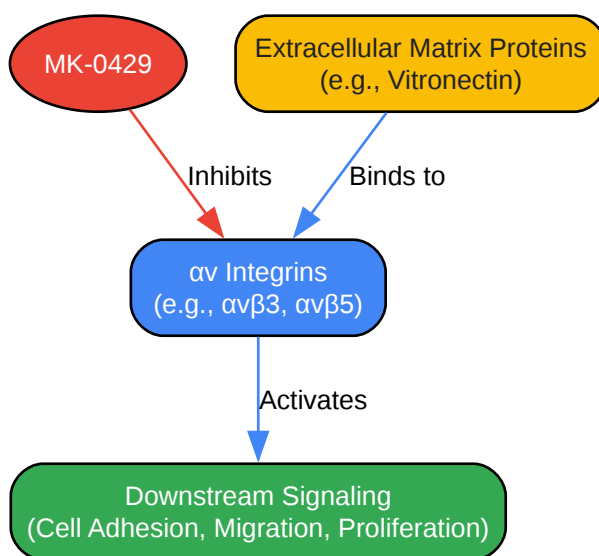 MK-0429
Extracellular Matrix Proteins
(e.g., Vitronectin)
Inhibits
Binds to
αv Integrins
(e.g., αvβ3, αvβ5)
Activates
Downstream Signaling
(Cell Adhesion, Migration, Proliferation)